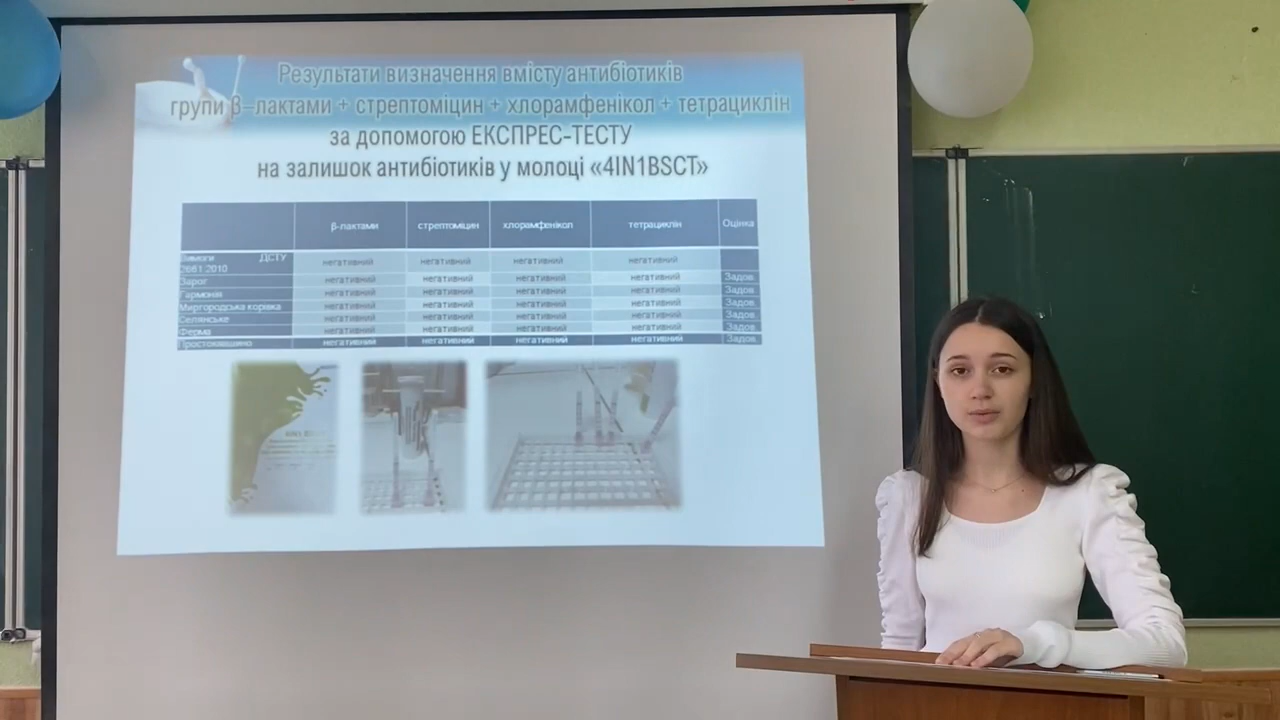 Результати визначення вмісту антибіотиків
групи β–лактами + стрептоміцин + хлорамфенікол + тетрациклін
за допомогою ЕКСПРЕС-ТЕСТУ
на залишок антибіотиків у молоці «4IN1BSCT»
β-лактами стрептоміцин хлорамфенікол тетрациклін Оцінка
Вимоги ДСТУ 2661:2010 негативний негативний негативний негативний
негативний негативний негативний негативний Задов.
Гармонія негативний негативний негативний негативний Задов.
Миргородська корівка негативний негативний негативний негативний Задов.
Селянське негативний негативний негативний негативний Задов.
Ферма негативний негативний негативний негативний Задов.
Простоквашино негативний негативний негативний негативний Задов.